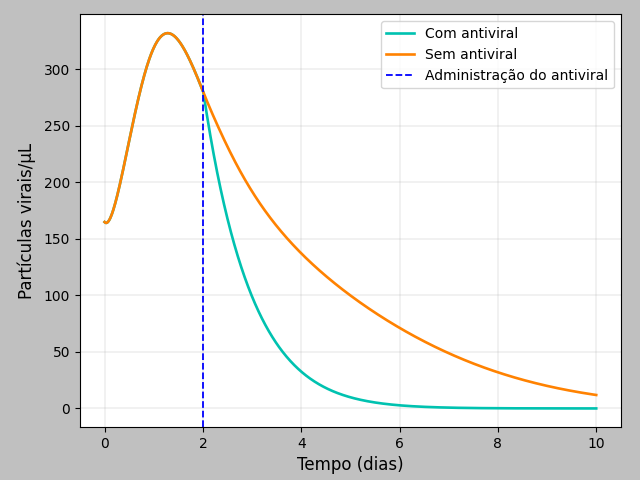 Com antiviral
Sem antiviral
Administração do antiviral
Partículas virais/µL
300
250
200
150
100
50
0
0 2 4 6 8 10
Tempo (dias)